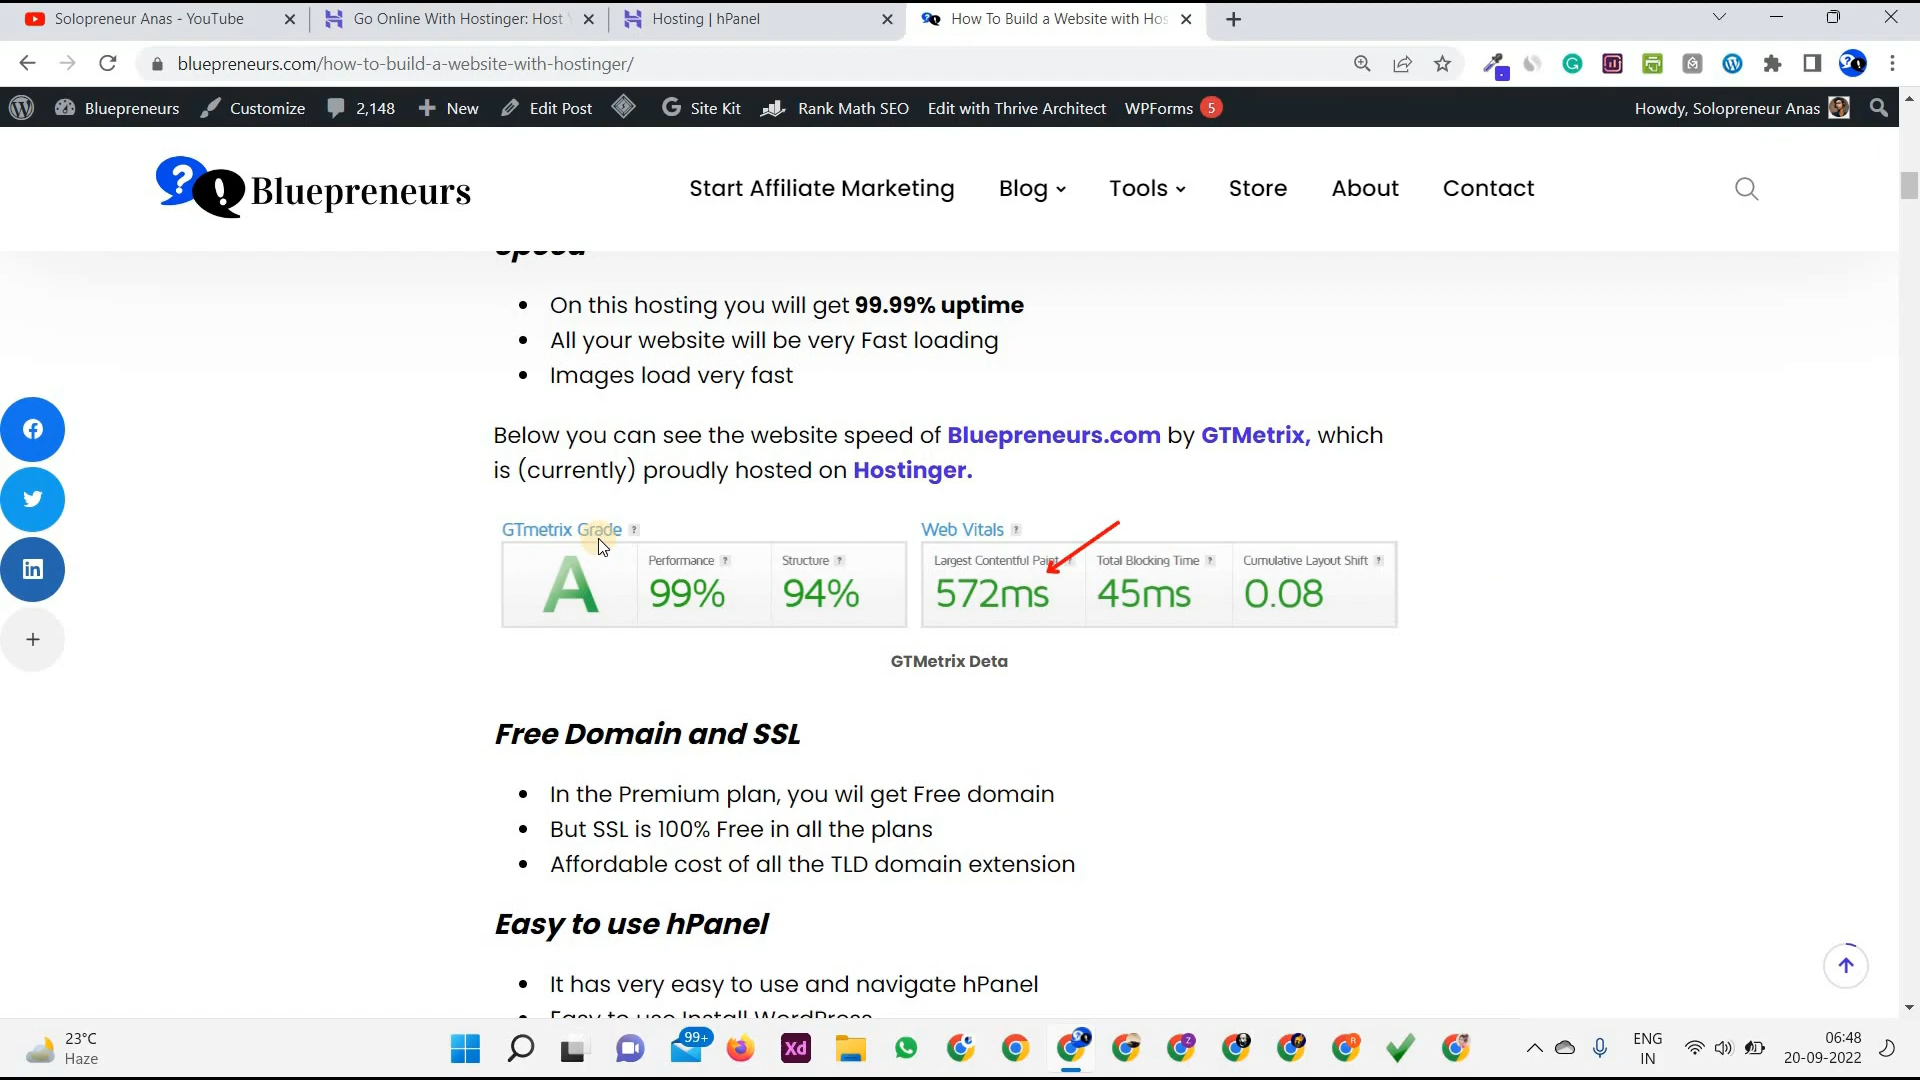 Solopreneur Anas - YouTube
Go Online With Hostinger: Host
Hosting | hPanel
How To Build a Website with Hos
bluepreneurs.com/how-to-build-a-website-with-hostinger/
Bluepreneurs
Customize
2,148
New
Edit Post
Site Kit
Rank Math SEO
Edit with Thrive Architect
WPForms 5
Howdy, Solopreneur Anas
Bluepreneurs
Start Affiliate Marketing
Blog
Tools
Store
About
Contact
Speed
On this hosting you will get 99.99% uptime
All your website will be very Fast loading
Images load very fast
Below you can see the website speed of Bluepreneurs.com by GTMetrix, which
is (currently) proudly hosted on Hostinger.
GTmetrix Grade ?
Web Vitals ?
A
Performance ?
99%
Structure ?
94%
Largest Contentful Paint ?
572ms
Total Blocking Time ?
45ms
Cumulative Layout Shift ?
0.08
GTMetrix Deta
Free Domain and SSL
In the Premium plan, you wil get Free domain
But SSL is 100% Free in all the plans
Affordable cost of all the TLD domain extension
Easy to use hPanel
It has very easy to use and navigate hPanel
Easy to use Install WordPress
23°C
Haze
99+
Xd
ENG
IN
06:48
20-09-2022